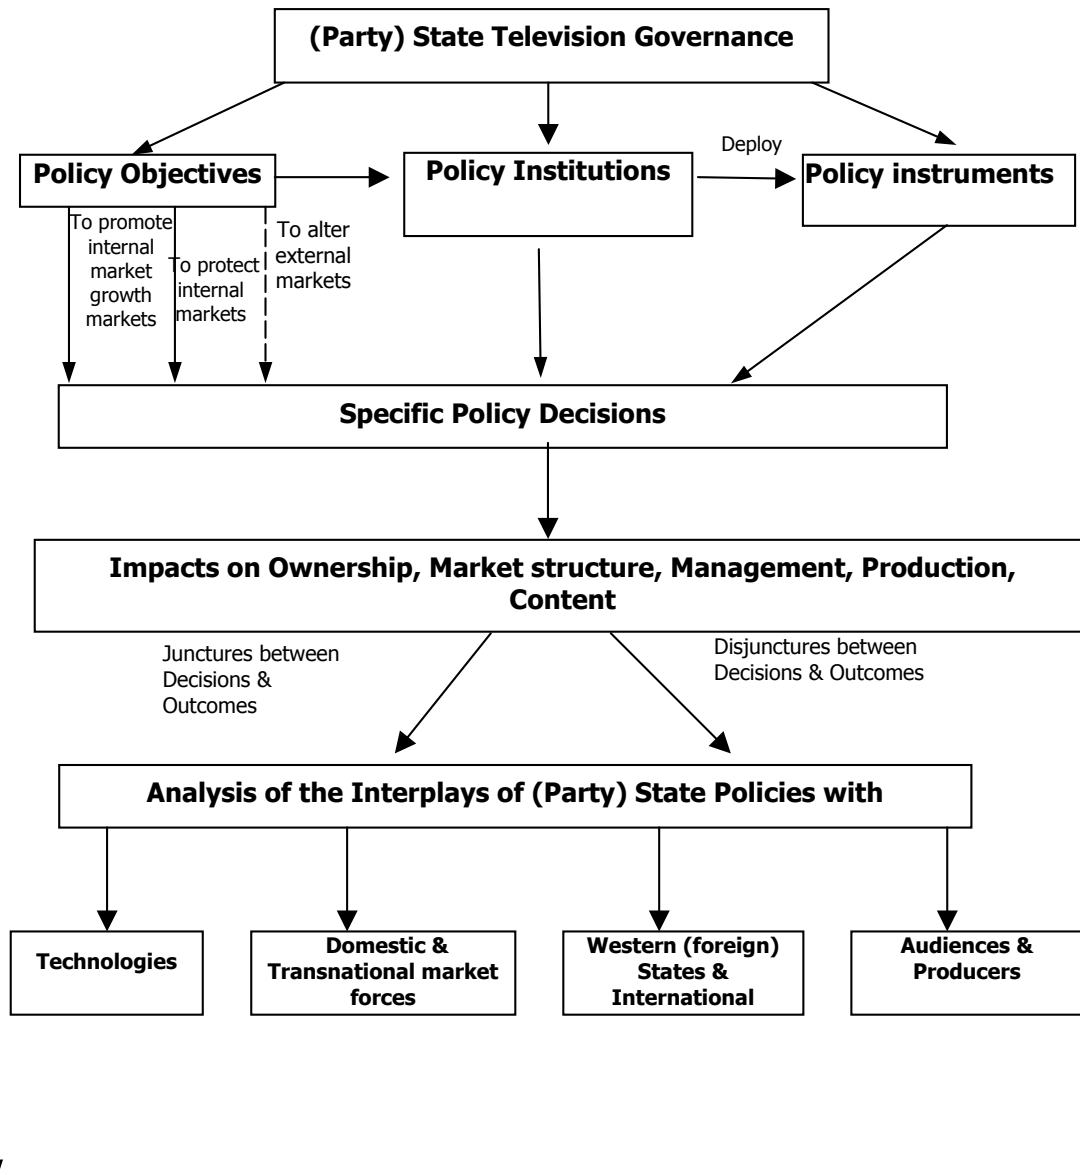 (Party) State Television Governance
Deploy
Policy Objectives
Policy Institutions
Policy instruments
To promote
internal
market
growth
markets
To protect
internal
markets
To alter
external
markets
Specific Policy Decisions
Impacts on Ownership, Market structure, Management, Production,
Content
Junctures between
Decisions &
Outcomes
Disjunctures between
Decisions & Outcomes
Analysis of the Interplays of (Party) State Policies with
Technologies
Domestic &
Transnational market
forces
Western (foreign)
States &
International
Audiences &
Producers